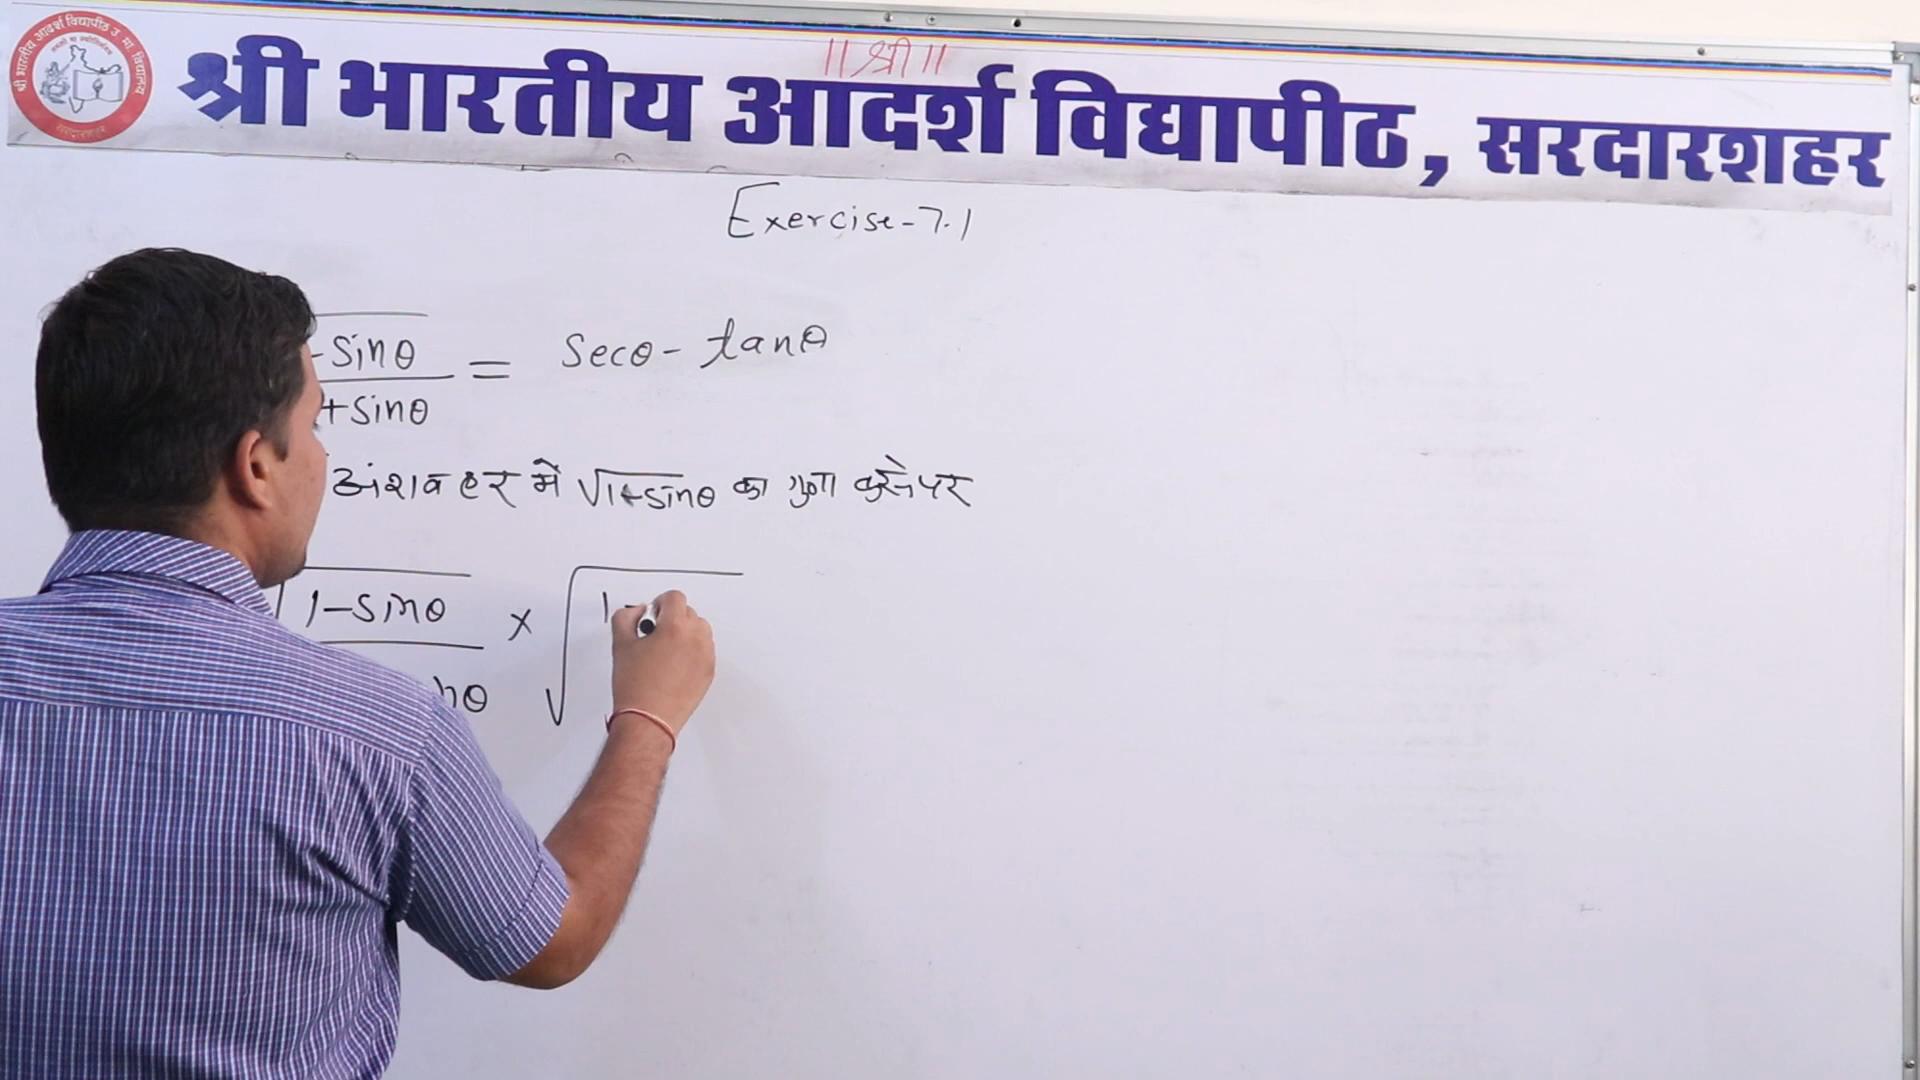 ॥ श्री ॥
श्री भारतीय आदर्श विद्यापीठ, सरदारशहर
Exercise-7.1
-sinθ = secθ - tanθ
+sinθ
अंश व हर में √1-sinθ का गुणा करने पर
1-sinθ × √1-
nθ